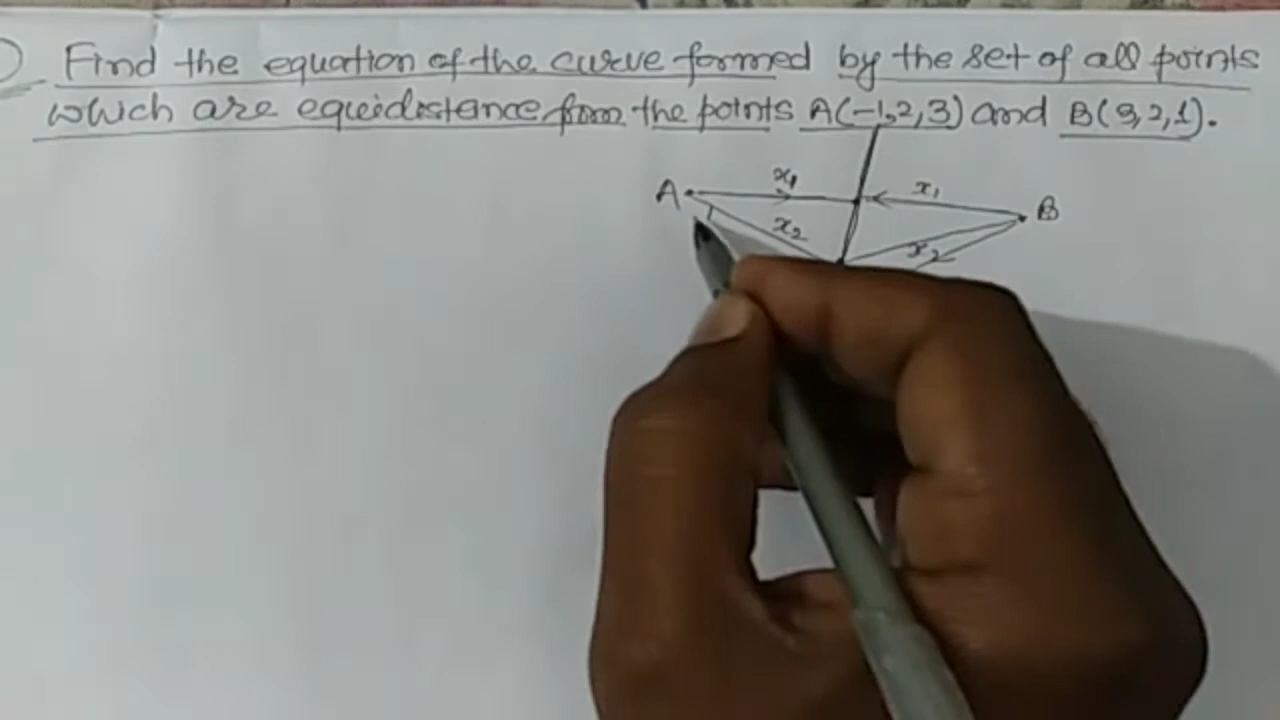 Find the equation of the curve formed by the set of all points
which are equidistance from the points A(-1,2,3) and B(3,2,1).
A x1 x1 B
x2 x2